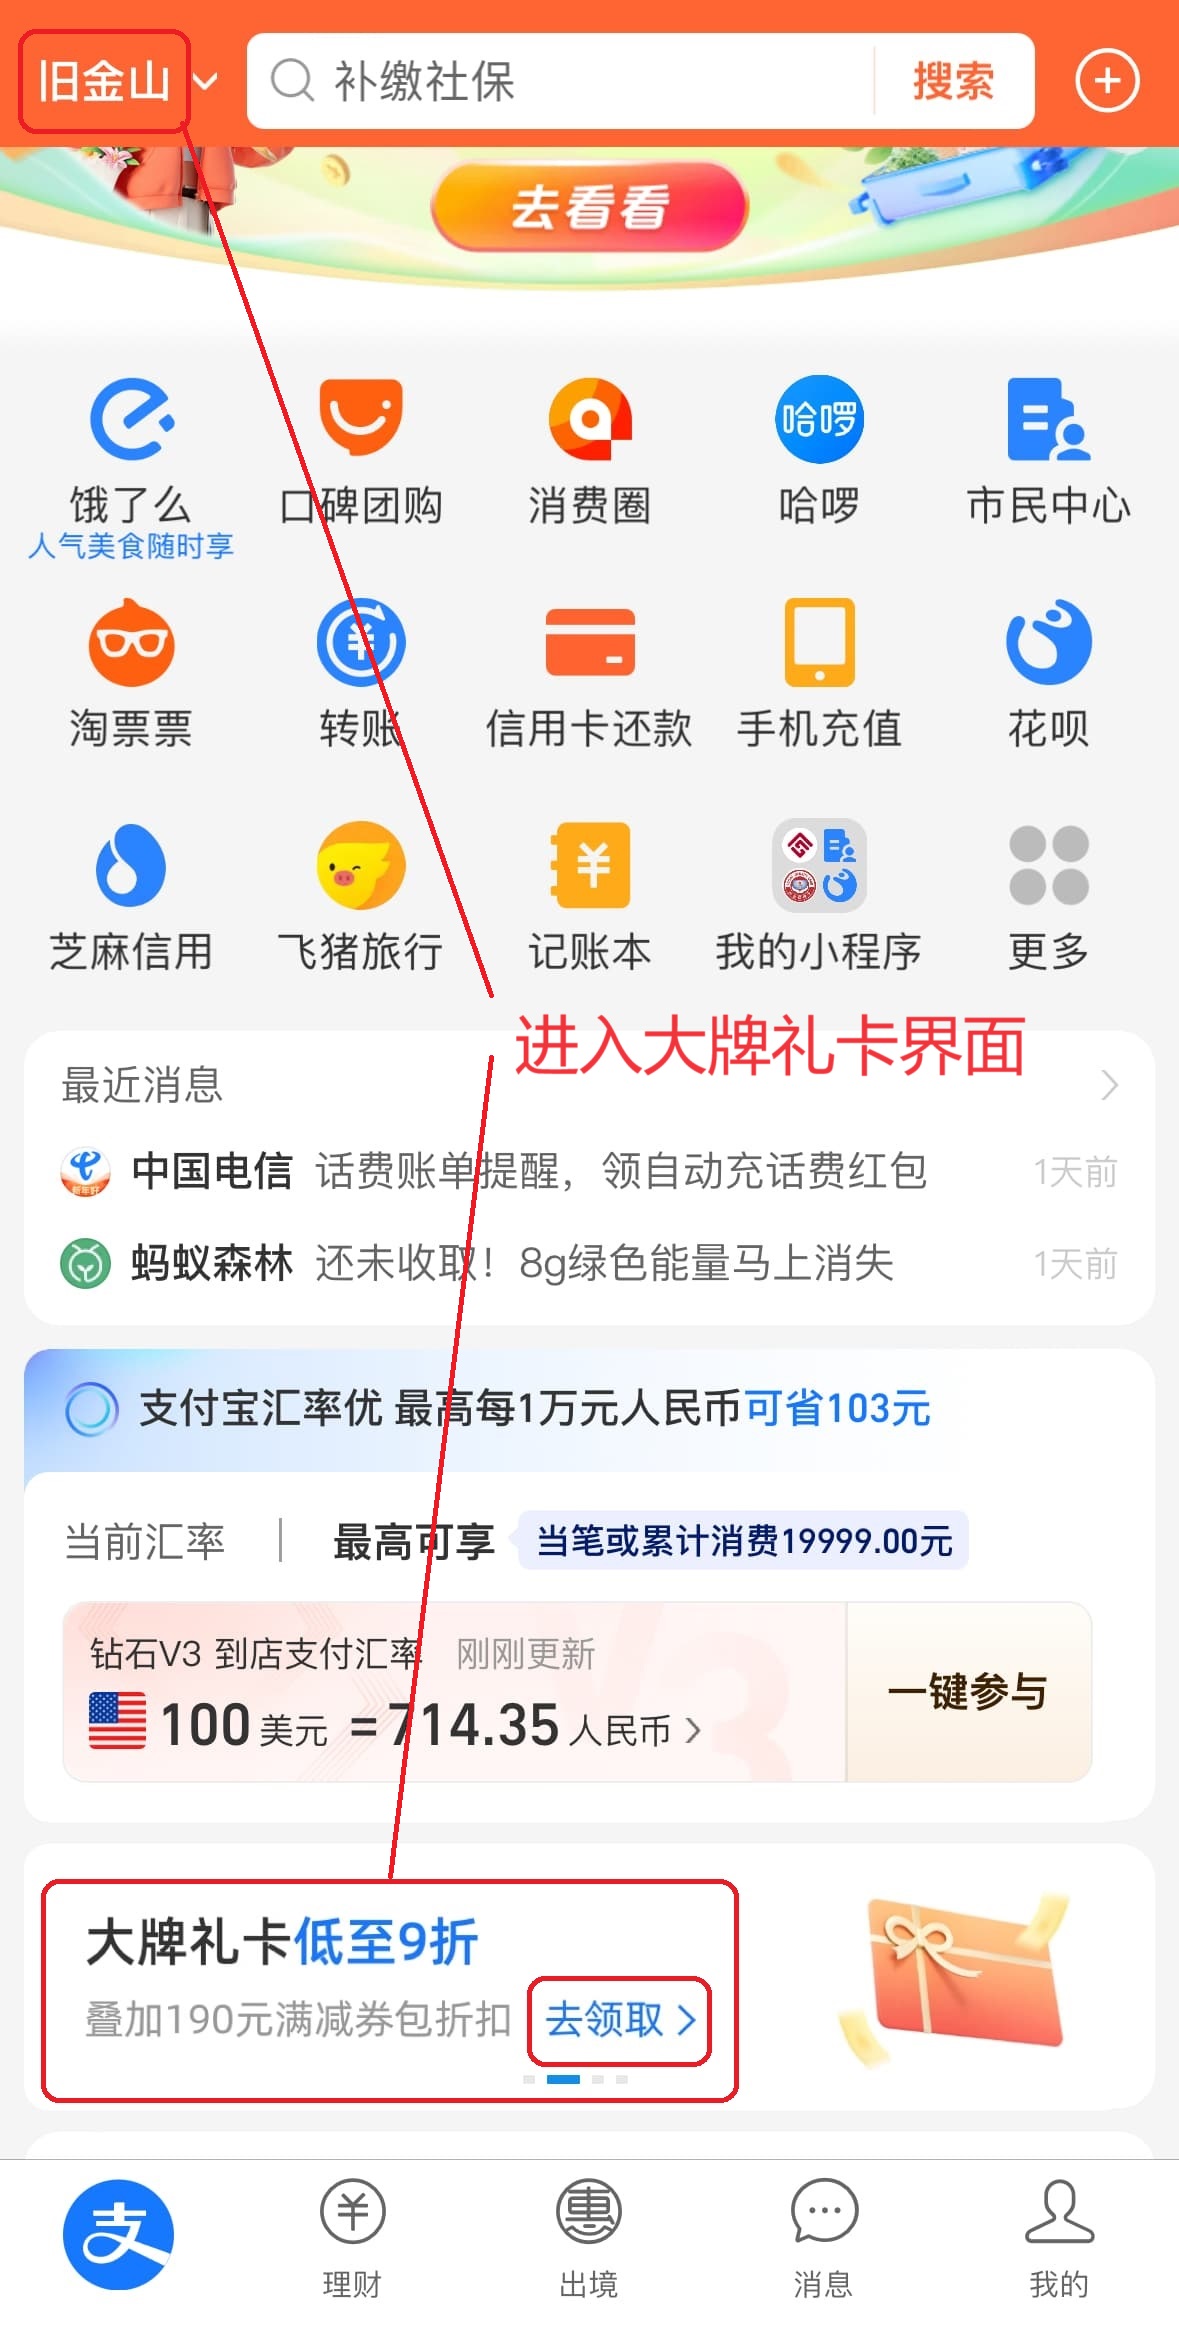 旧金山
补缴社保
搜索
去看看
饿了么
口碑团购
消费圈
哈啰
哈啰
市民中心
人气美食随时享
淘票票
转账
信用卡还款
手机充值
花呗
芝麻信用
飞猪旅行
记账本
我的小程序
更多
进入大牌礼卡界面
最近消息
中国电信 话费账单提醒，领自动充话费红包 1天前
蚂蚁森林 还未收取！8g绿色能量马上消失 1天前
支付宝汇率优 最高每1万元人民币可省103元
当前汇率 | 最高可享 当笔或累计消费19999.00元
钻石V3 到店支付汇率 刚刚更新
100美元 =714.35人民币 >
一键参与
大牌礼卡低至9折
叠加190元满减券包折扣 去领取 >
支
理财
惠
出境
消息
我的